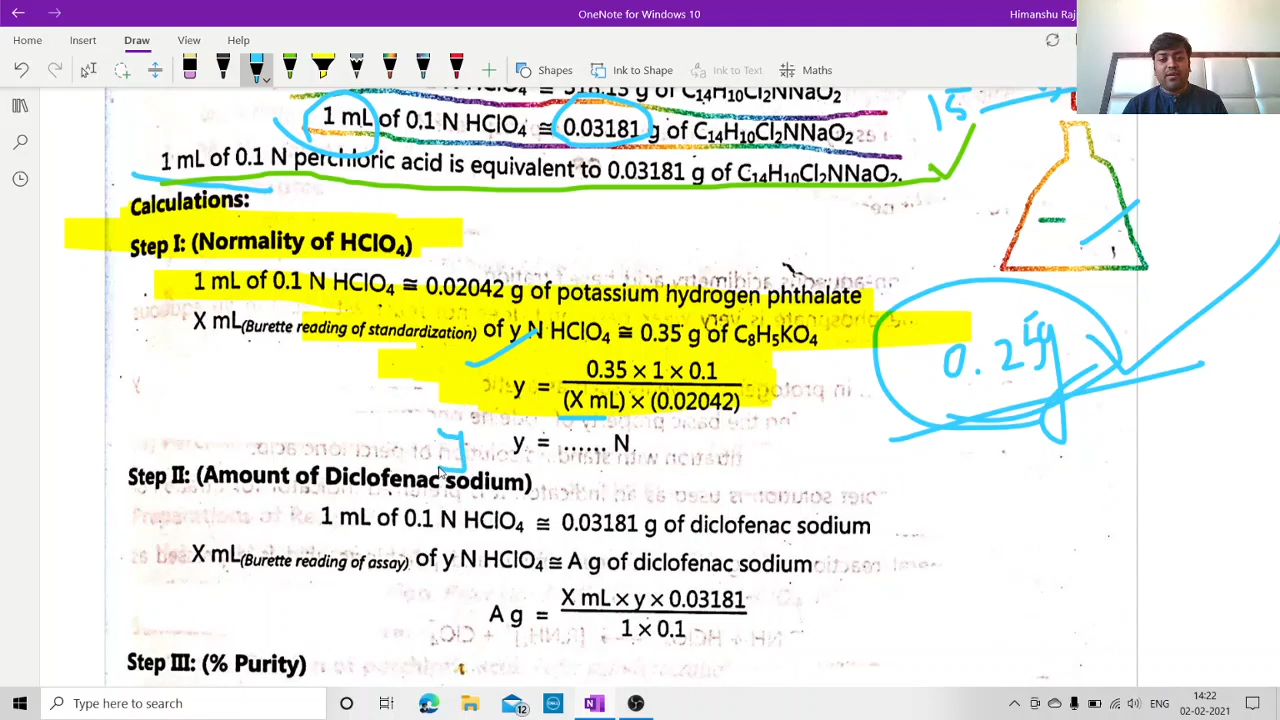 OneNote for Windows 10
Himanshu Raj
Home Insert Draw View Help
Shapes Ink to Shape Ink to Text Maths
1 mL of 0.1 N HClO₄ ≅ 0.03181 g of C₁₄H₁₀Cl₂NNaO₂
15
1 mL of 0.1 N perchloric acid is equivalent to 0.03181 g of C₁₄H₁₀Cl₂NNaO₂.
Calculations:
Step I: (Normality of HClO₄)
1 mL of 0.1 N HClO₄ ≅ 0.02042 g of potassium hydrogen phthalate
X mL(Burette reading of standardization) of y N HClO₄ ≅ 0.35 g of C₈H₅KO₄
y = 0.35 × 1 × 0.1
(X mL) × (0.02042)
0.25g
y = ...... N
y
Step II: (Amount of Diclofenac sodium)
1 mL of 0.1 N HClO₄ ≅ 0.03181 g of diclofenac sodium
X mL(Burette reading of assay) of y N HClO₄ ≅ A g of diclofenac sodium
A g = X mL × y × 0.03181
1 × 0.1
Step III: (% Purity)
Type here to search
12
ENG
14:22
02-02-2021